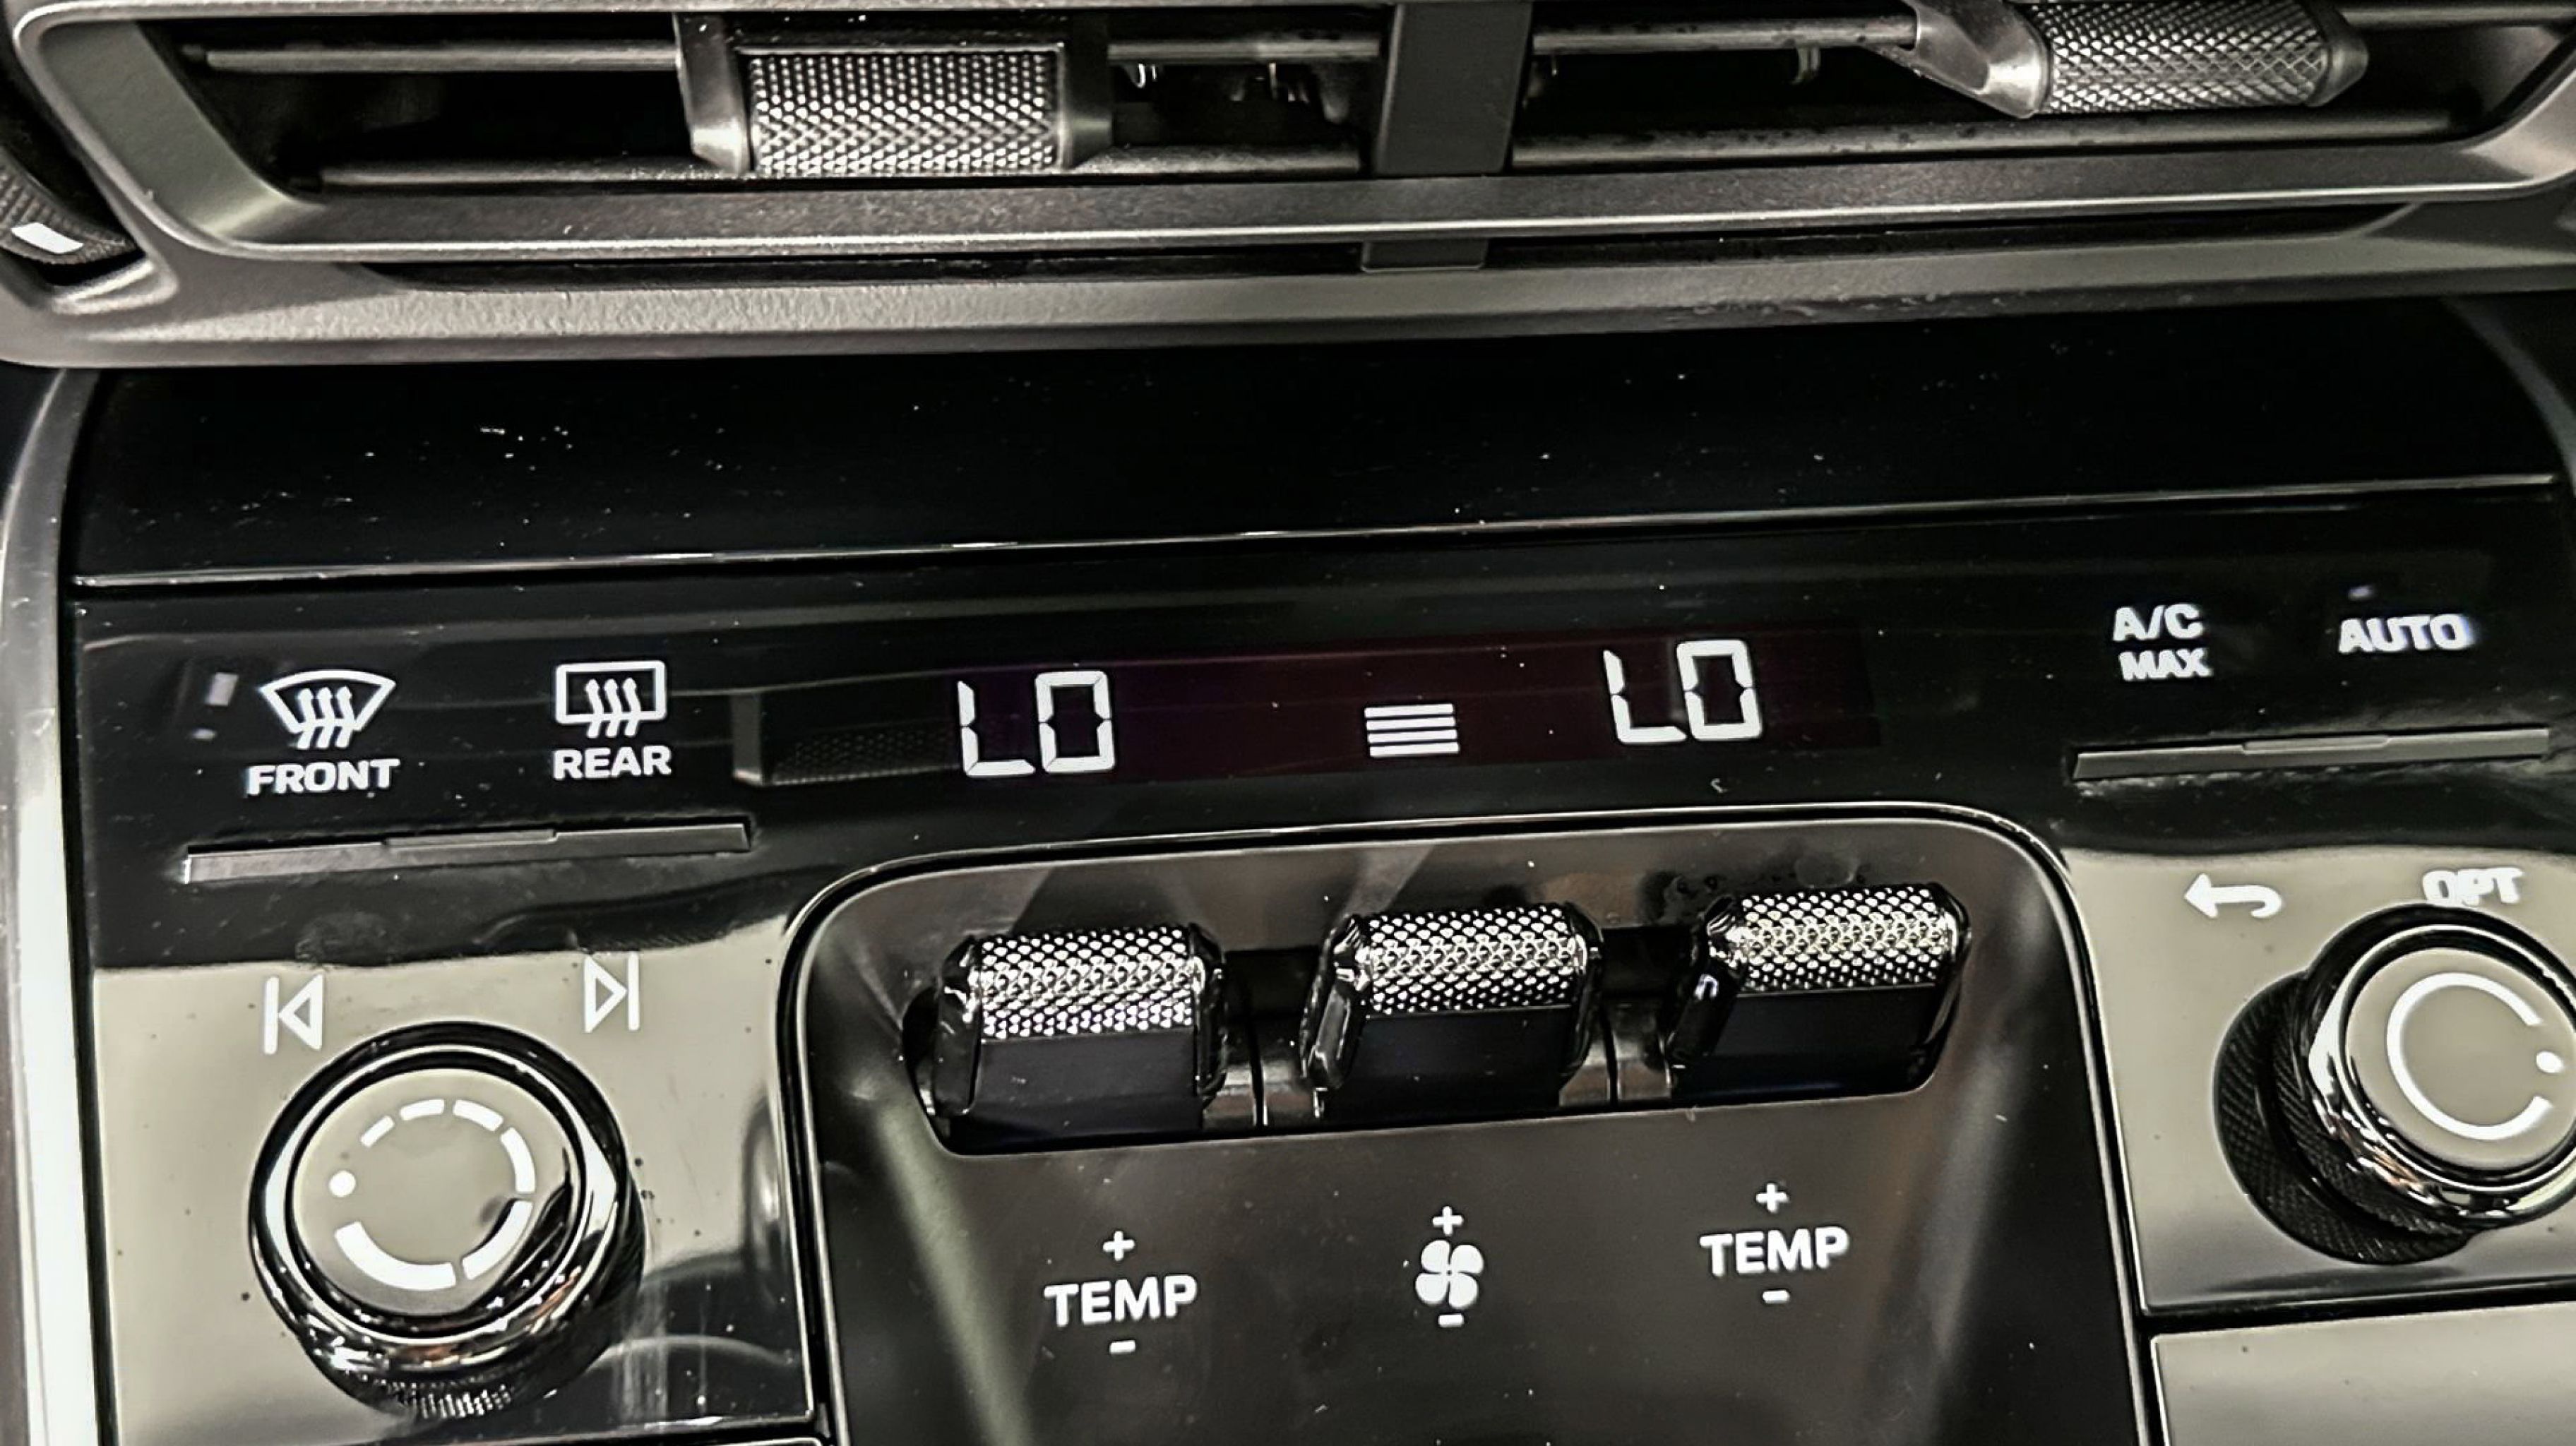 FRONT
REAR
LO
LO
A/C
MAX
AUTO
OPT
+
TEMP
-
+
-
+
TEMP
-